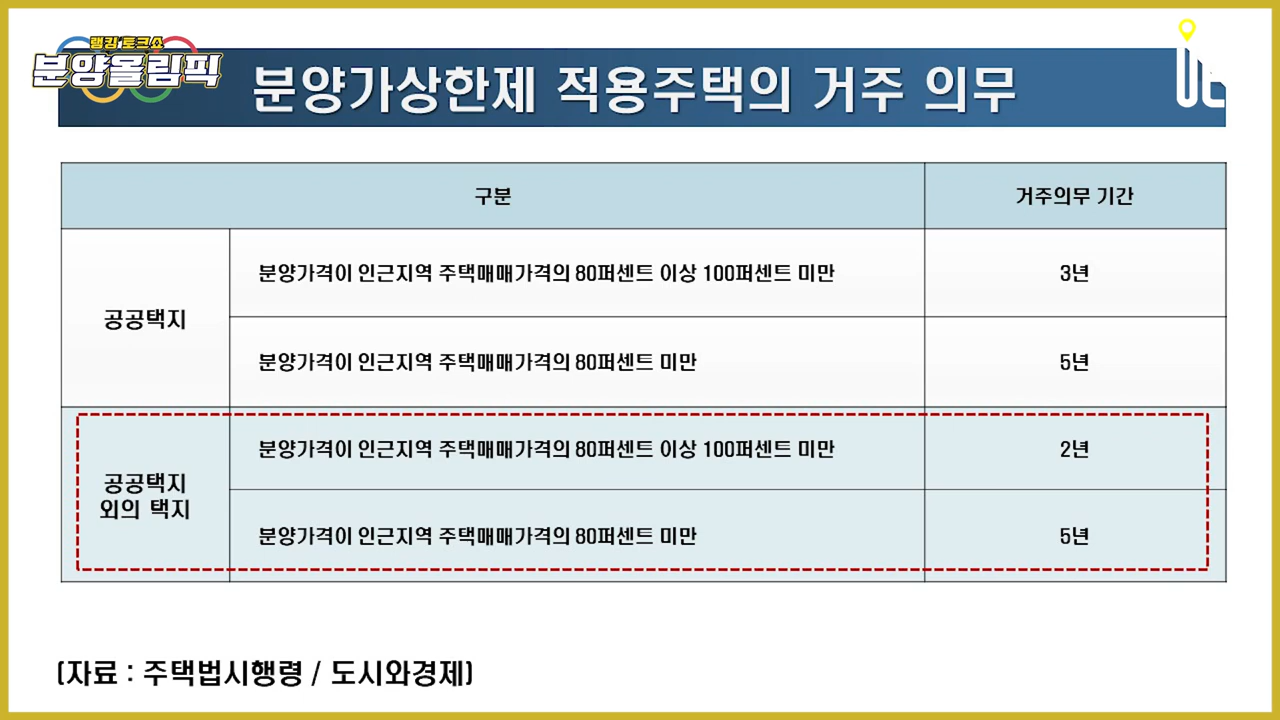 랭킹 토크쇼
분양올림픽
분양가상한제 적용주택의 거주 의무
구분
거주의무 기간
공공택지
분양가격이 인근지역 주택매매가격의 80퍼센트 이상 100퍼센트 미만
3년
분양가격이 인근지역 주택매매가격의 80퍼센트 미만
5년
공공택지
외의 택지
분양가격이 인근지역 주택매매가격의 80퍼센트 이상 100퍼센트 미만
2년
분양가격이 인근지역 주택매매가격의 80퍼센트 미만
5년
(자료 : 주택법시행령 / 도시와경제)